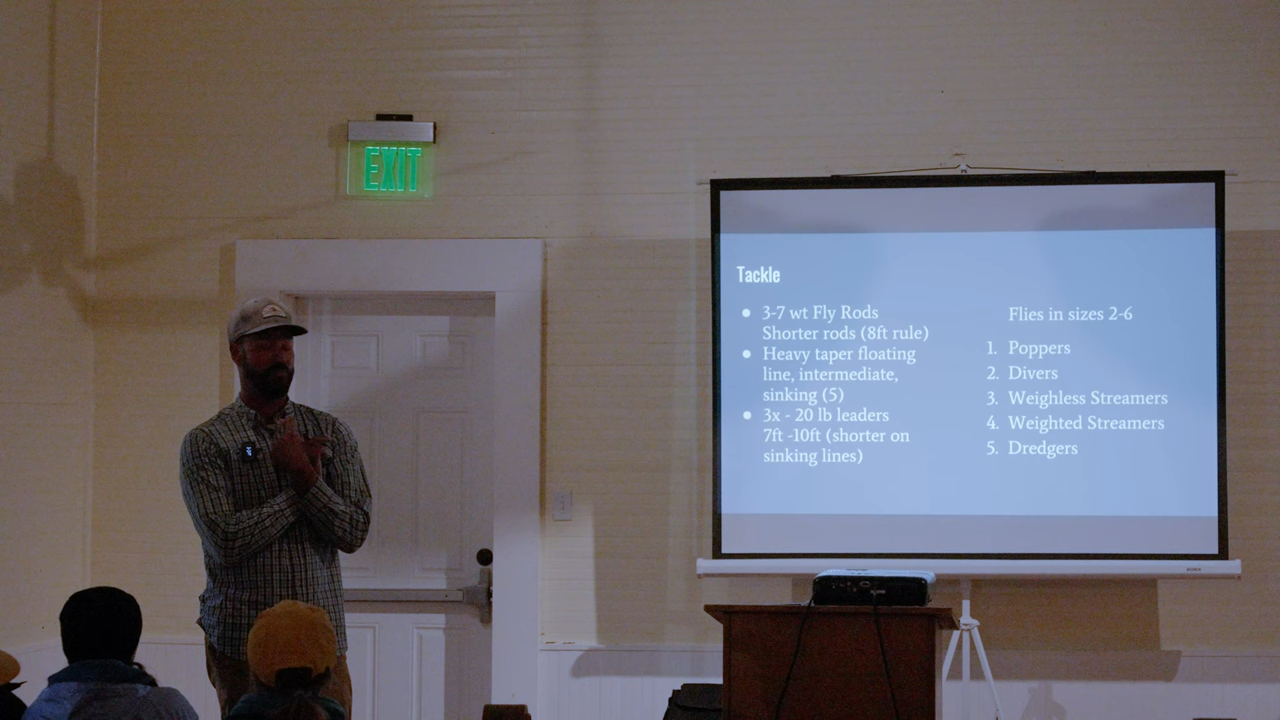 EXIT
Tackle
3-7 wt Fly Rods
Shorter rods (8ft rule)
Heavy taper floating
line, intermediate,
sinking (5)
3x - 20 lb leaders
7ft -10ft (shorter on
sinking lines)
Flies in sizes 2-6
1. Poppers
2. Divers
3. Weighless Streamers
4. Weighted Streamers
5. Dredgers